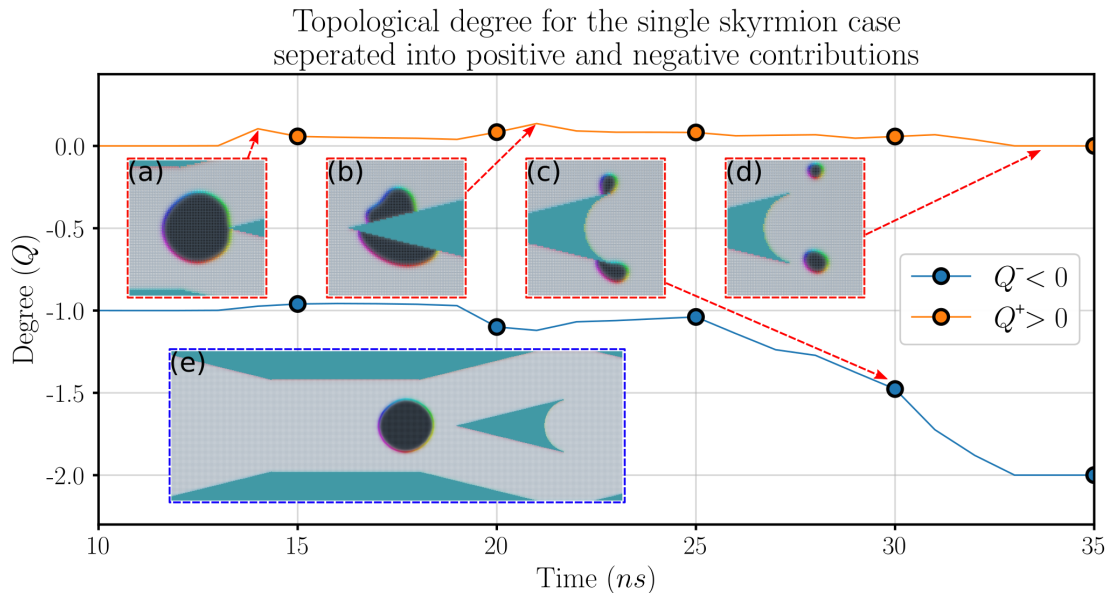 Topological degree for the single skyrmion case
seperated into positive and negative contributions
Degree (Q)
0.0
-0.5
-1.0
-1.5
-2.0
(a)
(b)
(c)
(d)
(e)
Q⁻ < 0
Q⁺ > 0
10
15
20
25
30
35
Time (ns)